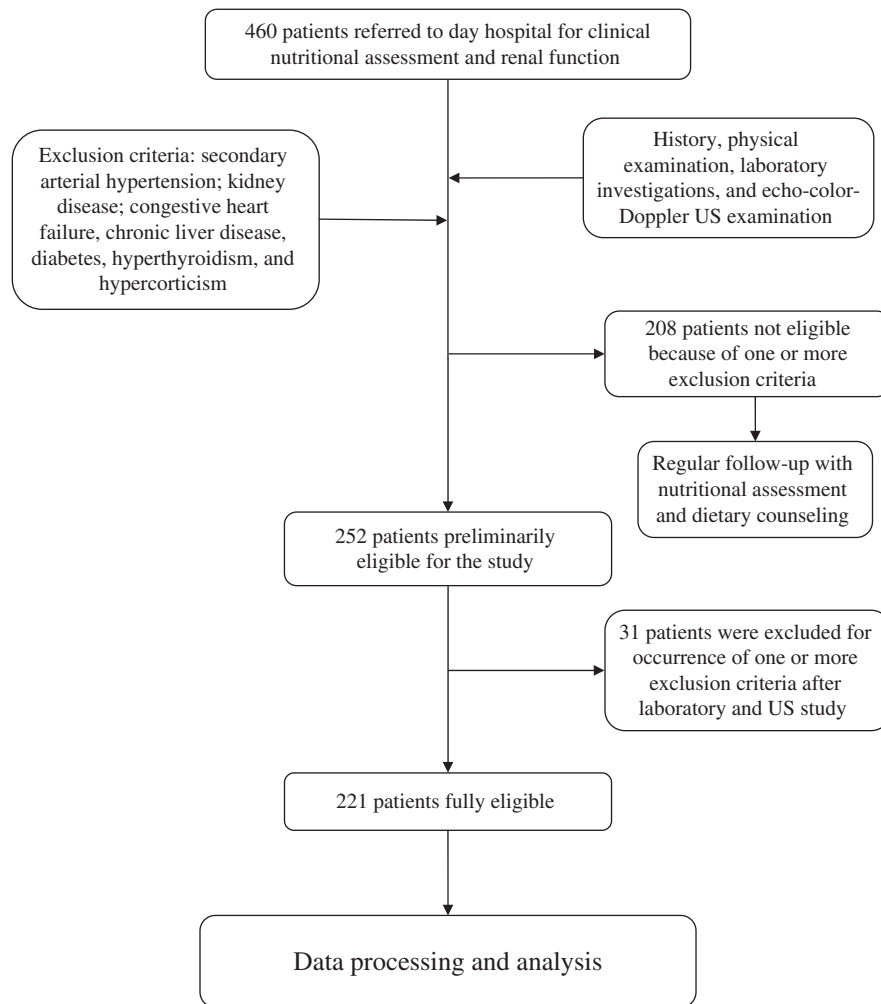 460 patients referred to day hospital for clinical
nutritional assessment and renal function
History, physical
examination, laboratory
investigations, and echo-color-
Doppler US examination
Exclusion criteria: secondary
arterial hypertension; kidney
disease; congestive heart
failure, chronic liver disease,
diabetes, hyperthyroidism, and
hypercorticism
208 patients not eligible
because of one or more
exclusion criteria
Regular follow-up with
nutritional assessment
and dietary counseling
252 patients preliminarily
eligible for the study
31 patients were excluded for
occurrence of one or more
exclusion criteria after
laboratory and US study
221 patients fully eligible
Data processing and analysis